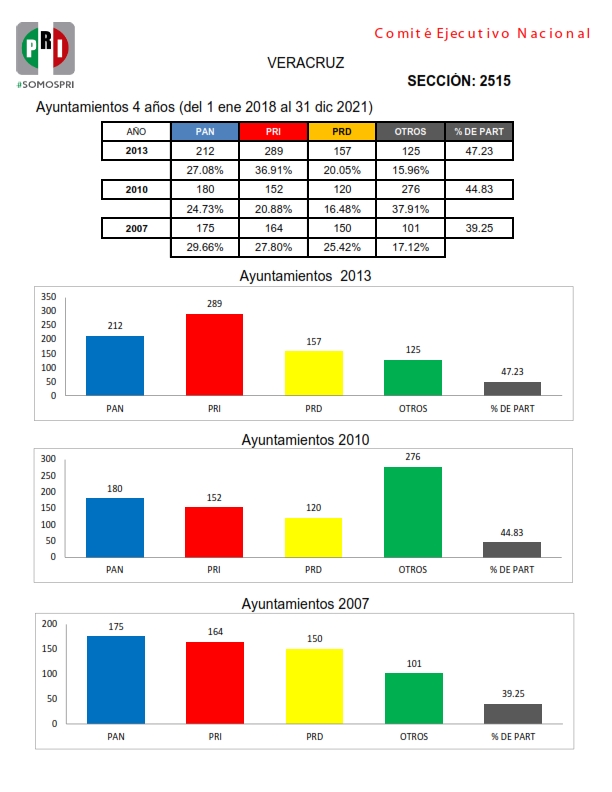 Comité Ejecutivo Nacional
PRI
#SOMOSPRI
VERACRUZ
SECCIÓN: 2515
Ayuntamientos 4 años (del 1 ene 2018 al 31 dic 2021)
AÑO PAN PRI PRD OTROS % DE PART
2013 212 289 157 125 47.23
27.08% 36.91% 20.05% 15.96%
2010 180 152 120 276 44.83
24.73% 20.88% 16.48% 37.91%
2007 175 164 150 101 39.25
29.66% 27.80% 25.42% 17.12%
Ayuntamientos 2013
350
300
250
200
150
100
50
0
212
289
157
125
47.23
PAN PRI PRD OTROS % DE PART
Ayuntamientos 2010
300
250
200
150
100
50
0
180
152
120
276
44.83
PAN PRI PRD OTROS % DE PART
Ayuntamientos 2007
200
150
100
50
0
175
164
150
101
39.25
PAN PRI PRD OTROS % DE PART